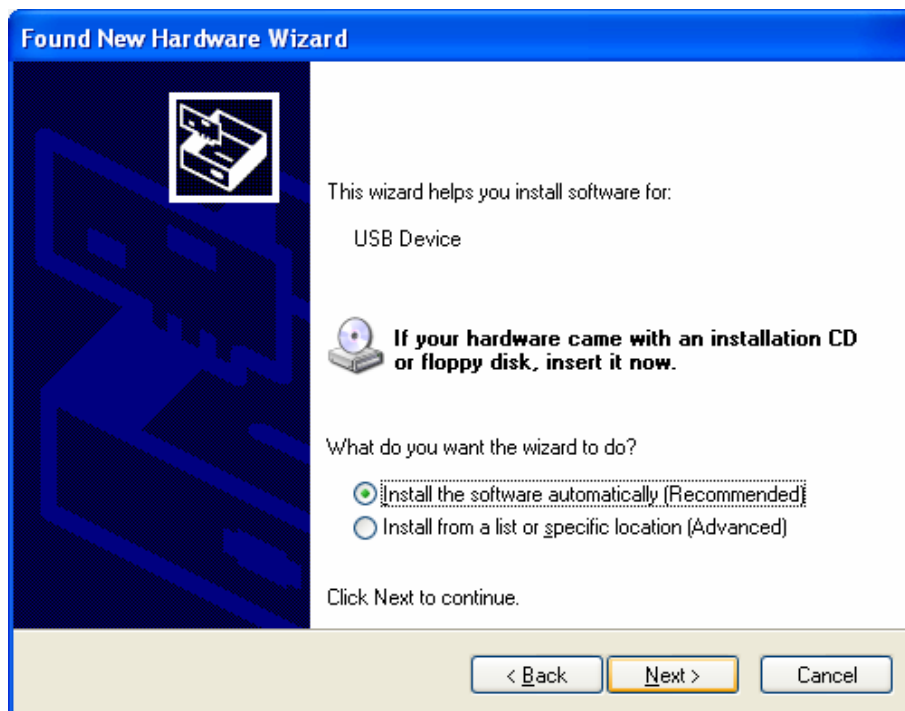 Found New Hardware Wizard
This wizard helps you install software for:
USB Device
If your hardware came with an installation CD
or floppy disk, insert it now.
What do you want the wizard to do?
Install the software automatically (Recommended)
Install from a list or specific location (Advanced)
Click Next to continue.
< Back
Next >
Cancel